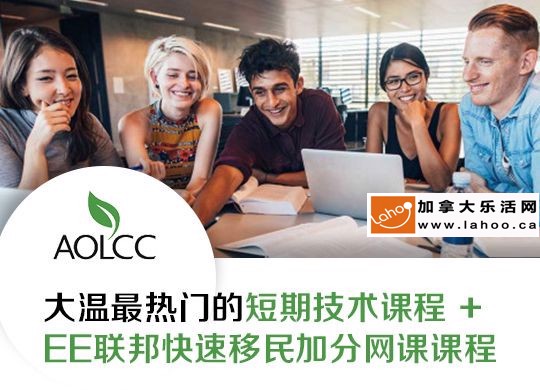 Lahoo
加拿大乐活网
www.lahoo.ca
AOLCC
大温最热门的短期技术课程 +
EE联邦快速移民加分网课课程